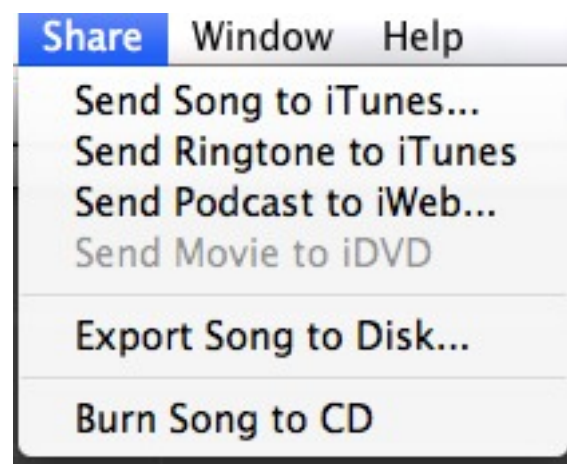 Share Window Help
Send Song to iTunes...
Send Ringtone to iTunes
Send Podcast to iWeb...
Send Movie to iDVD
Export Song to Disk...
Burn Song to CD